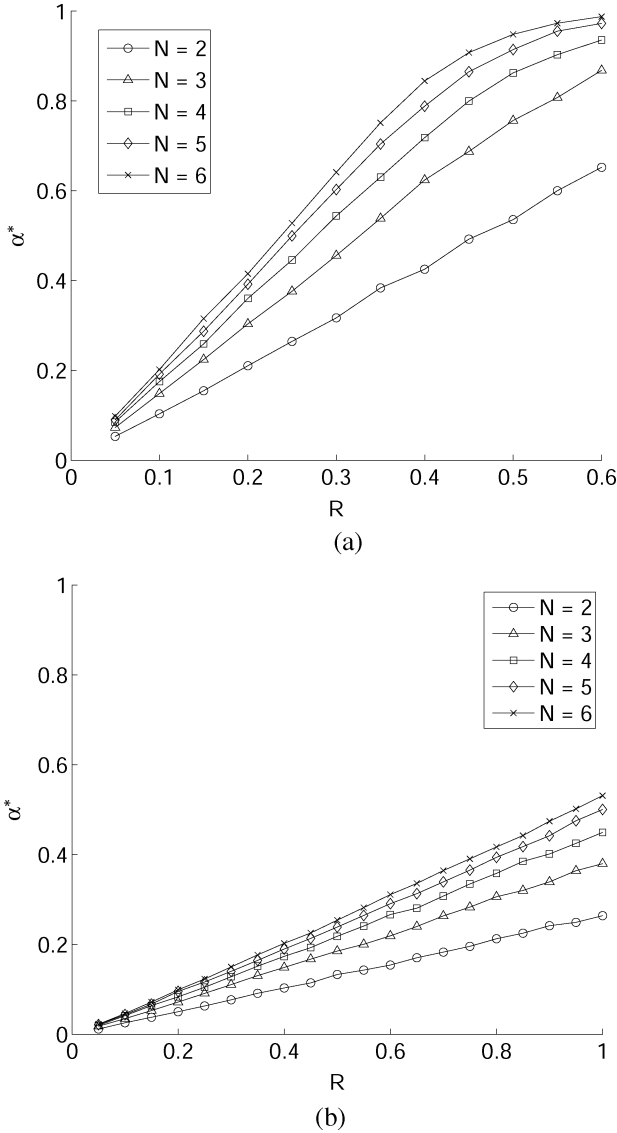 1
0.8
0.6
0.4
0.2
0
α*
N = 2
N = 3
N = 4
N = 5
N = 6
0 0.1 0.2 0.3 0.4 0.5 0.6
R
(a)
1
0.8
0.6
0.4
0.2
0
α*
N = 2
N = 3
N = 4
N = 5
N = 6
0 0.2 0.4 0.6 0.8 1
R
(b)